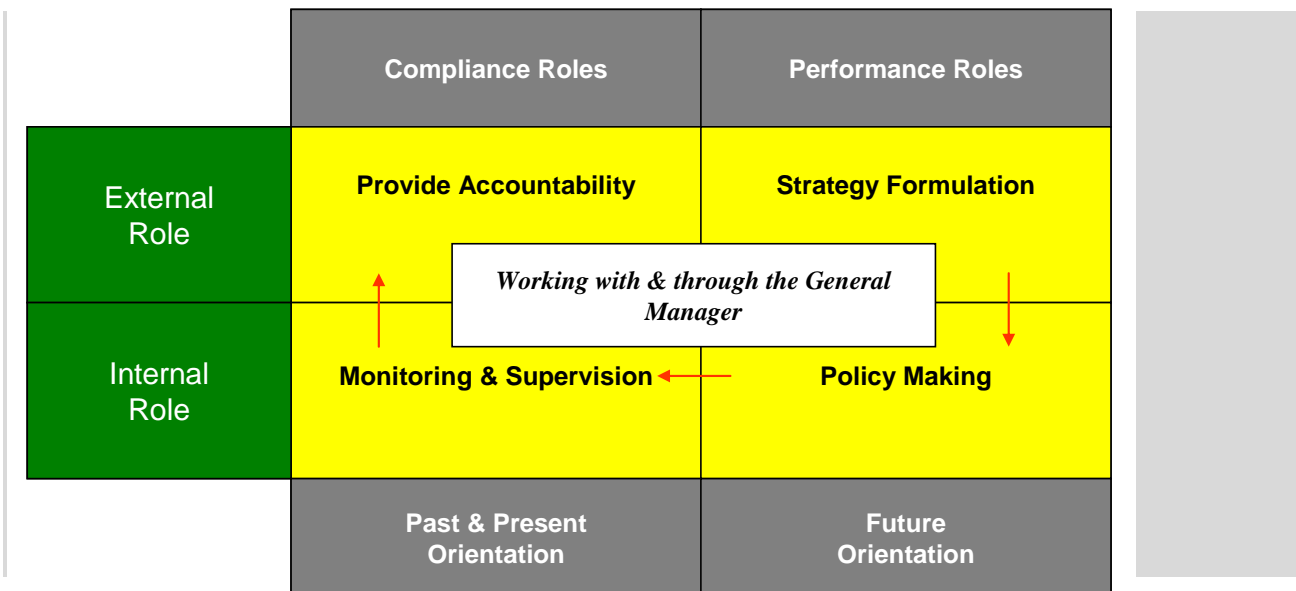 Compliance Roles
Performance Roles
External
Role
Provide Accountability
Strategy Formulation
Working with & through the General
Manager
Internal
Role
Monitoring & Supervision
Policy Making
Past & Present
Orientation
Future
Orientation